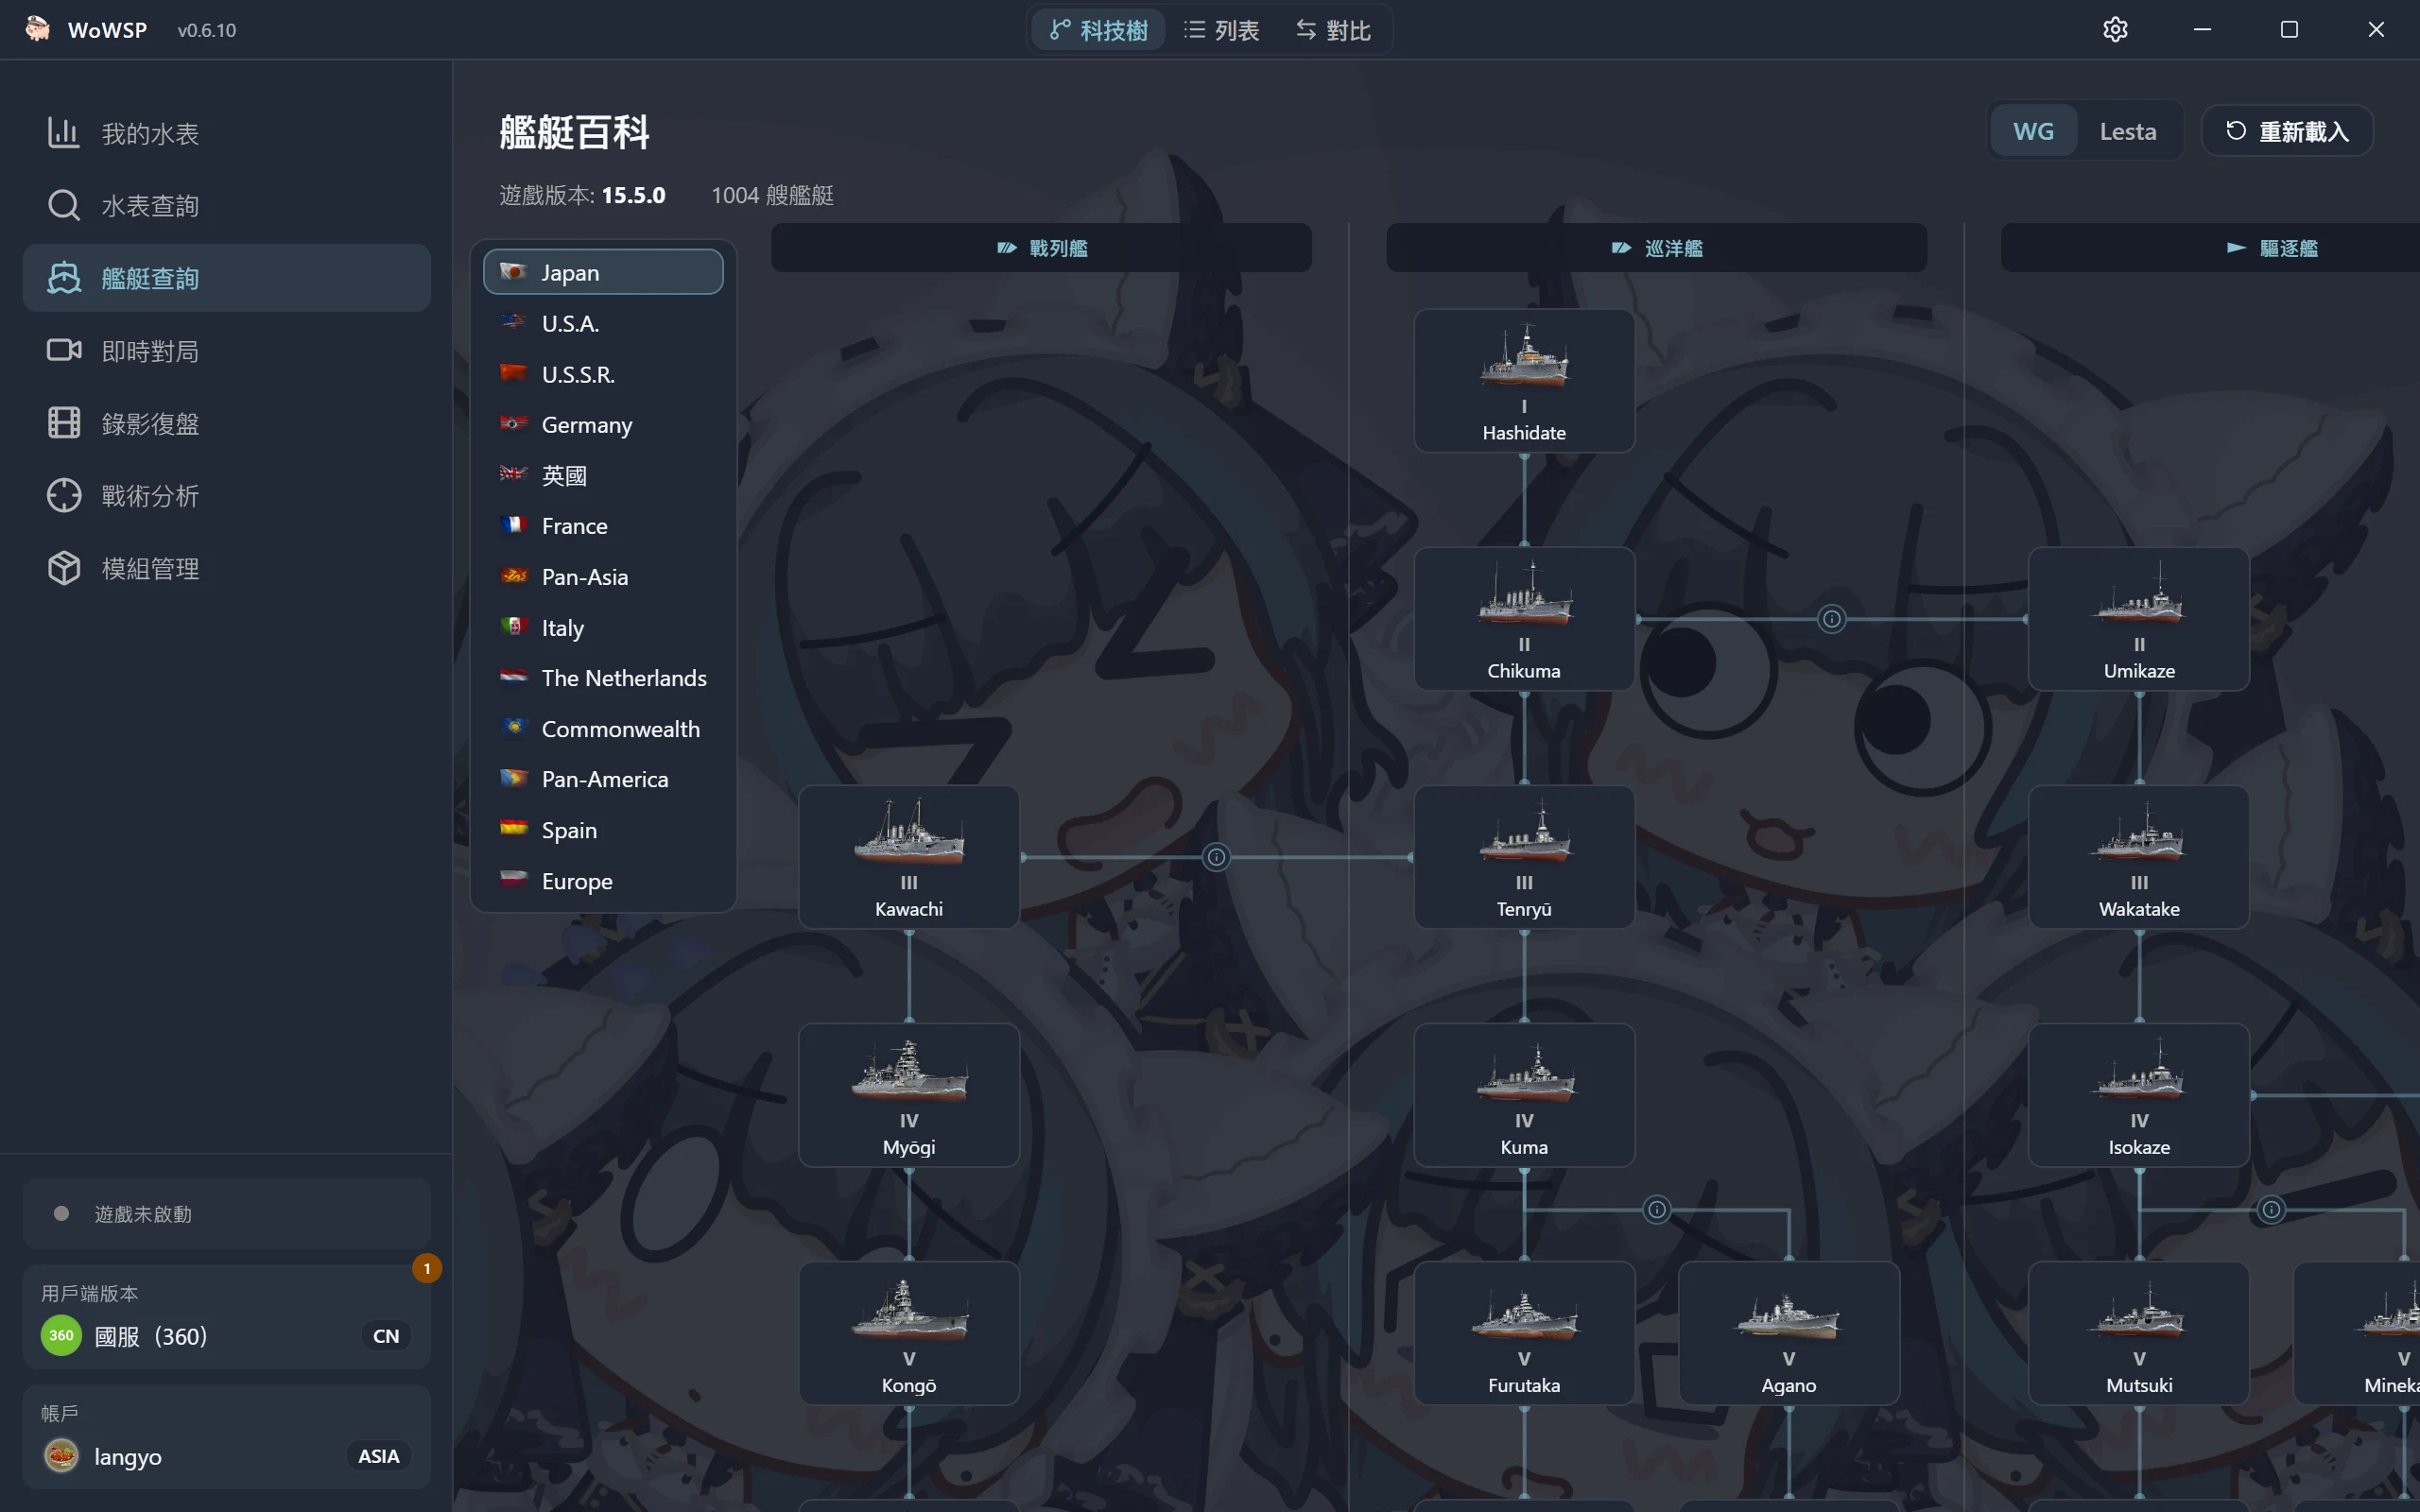 WoWSP v0.6.10
科技樹 列表 對比
我的水表
水表查詢
艦艇查詢
即時對局
錄影復盤
戰術分析
模組管理
遊戲未啟動
1
用戶端版本
360 國服（360） CN
帳戶
langyo ASIA
艦艇百科
WG Lesta 重新載入
遊戲版本: 15.5.0 1004 艘艦艇
Japan
U.S.A.
U.S.S.R.
Germany
英國
France
Pan-Asia
Italy
The Netherlands
Commonwealth
Pan-America
Spain
Europe
戰列艦 巡洋艦 驅逐艦
I
Hashidate
II II
Chikuma Umikaze
III III III
Kawachi Tenryū Wakatake
IV IV IV
Myōgi Kuma Isokaze
V V V V V
Kongō Furutaka Agano Mutsuki